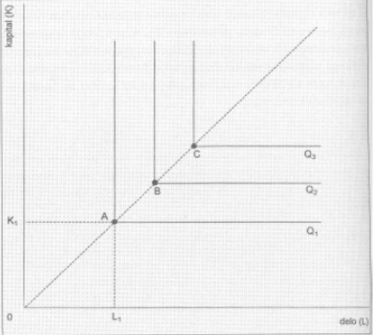 kapital (K)
C
Q₃
B
Q₂
A
K₁
Q₁
0
L₁
delo (L)